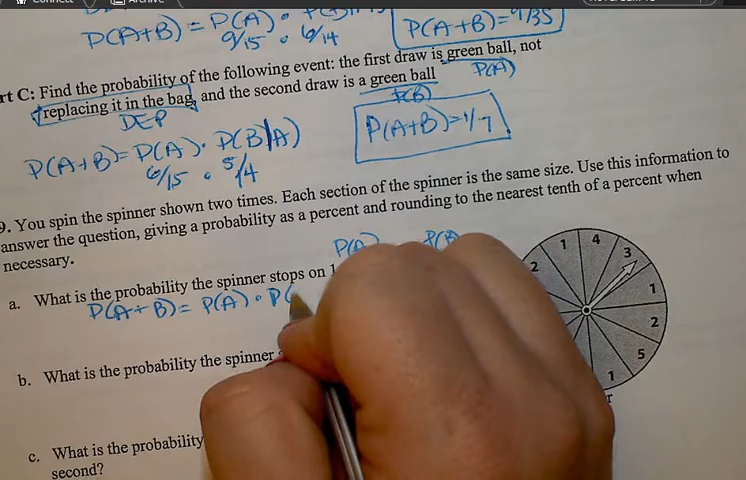 Connect Archive
P(A+B) = P(A) • 
9/15 • 6/14
P(A+B)=9/35
rt C: Find the probability of the following event: the first draw is green ball, not
P(A)
replacing it in the bag, and the second draw is a green ball
DEP P(B)
P(A+B)= P(A) • P(B|A)
P(A+B)=1/7
6/15 • 5/14
9. You spin the spinner shown two times. Each section of the spinner is the same size. Use this information to
answer the question, giving a probability as a percent and rounding to the nearest tenth of a percent when
necessary.
P(A)
a. What is the probability the spinner stops on 1
P(A+B) = P(A) • P(
b. What is the probability the spinner
c. What is the probability
second?
2
1
4
3
1
2
5
1
r